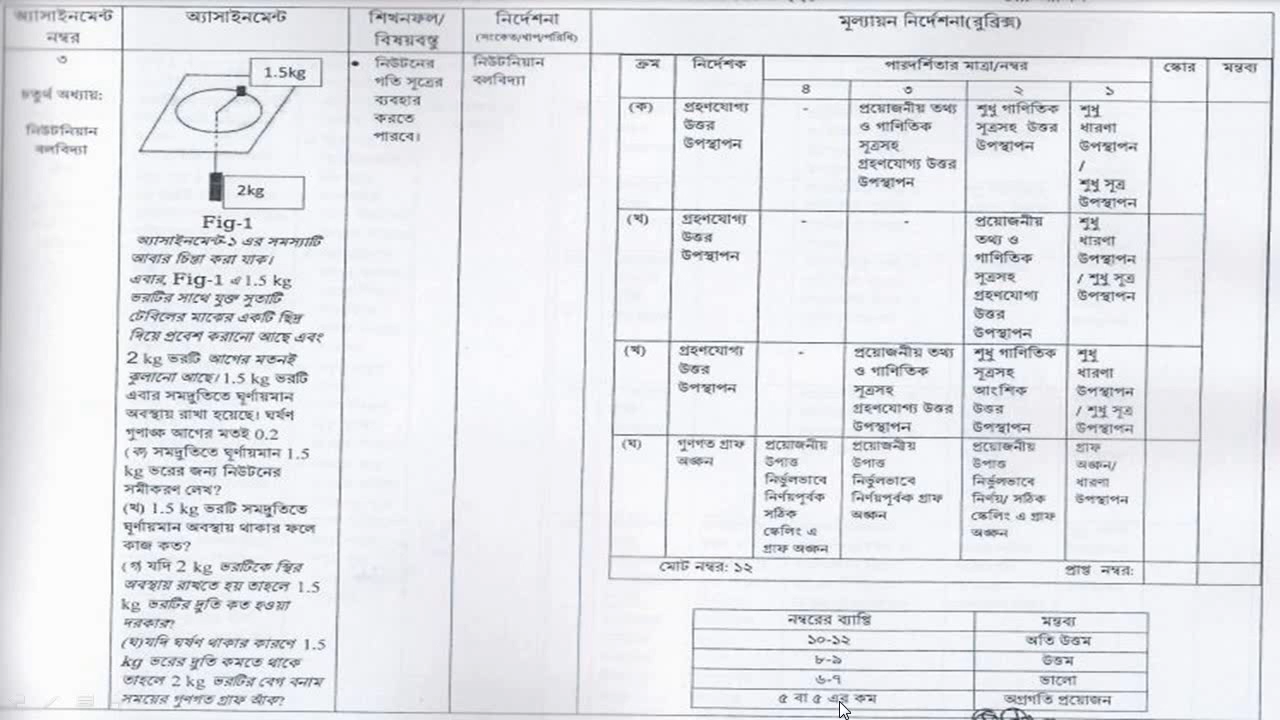 অ্যাসাইনমেন্ট নম্বর
অ্যাসাইনমেন্ট
শিখনফল/
বিষয়বস্তু
নির্দেশনা
(সংকেত/ধাপ/পরিধি)
মূল্যায়ন নির্দেশনা(রুব্রিক্স)
৩
চতুর্থ অধ্যায়:
নিউটনিয়ান
বলবিদ্যা
1.5kg
2kg
Fig-1
অ্যাসাইনমেন্ট-১ এর সমস্যাটি
আবার চিন্তা করা যাক।
এবার, Fig-1 এ 1.5 kg
ভরটির সাথে যুক্ত সুতাটি
টেবিলের মাঝের একটি ছিদ্র
দিয়ে প্রবেশ করানো আছে এবং
2 kg ভরটি আগের মতনই
ঝুলানো আছে। 1.5 kg ভরটি
এবার সমদ্রুতিতে ঘূর্ণায়মান
অবস্থায় রাখা হয়েছে। ঘর্ষণ
গুণাঙ্ক আগের মতই 0.2
(ক) সমদ্রুতিতে ঘূর্ণায়মান 1.5
kg ভরের জন্য নিউটনের
সমীকরণ লেখ?
(খ) 1.5 kg ভরটি সমদ্রুতিতে
ঘূর্ণায়মান অবস্থায় থাকার ফলে
কাজ কত?
(গ) যদি 2 kg ভরটিকে স্থির
অবস্থায় রাখতে হয় তাহলে 1.5
kg ভরটির দ্রুতি কত হওয়া
দরকার?
(ঘ)যদি ঘর্ষণ থাকার কারণে 1.5
kg ভরের দ্রুতি কমতে থাকে
তাহলে 2 kg ভরটির বেগ বনাম
সময়ের গুণগত গ্রাফ আঁক?
• নিউটনের
গতি সূত্রের
ব্যবহার
করতে
পারবে।
নিউটনিয়ান
বলবিদ্যা
ক্রম
নির্দেশক
পারদর্শিতার মাত্রা/নম্বর
স্কোর
মন্তব্য
৪
৩
২
১
(ক)
গ্রহণযোগ্য
উত্তর
উপস্থাপন
-
প্রয়োজনীয় তথ্য
ও গাণিতিক
সূত্রসহ
গ্রহণযোগ্য উত্তর
উপস্থাপন
শুধু গাণিতিক
সূত্রসহ উত্তর
উপস্থাপন
শুধু
ধারণা
উপস্থাপন
/
শুধু সূত্র
উপস্থাপন
(খ)
গ্রহণযোগ্য
উত্তর
উপস্থাপন
-
-
প্রয়োজনীয়
তথ্য ও
গাণিতিক
সূত্রসহ
গ্রহণযোগ্য
উত্তর
উপস্থাপন
শুধু
ধারণা
উপস্থাপন
/ শুধু সূত্র
উপস্থাপন
(খ)
গ্রহণযোগ্য
উত্তর
উপস্থাপন
-
প্রয়োজনীয় তথ্য
ও গাণিতিক
সূত্রসহ
গ্রহণযোগ্য উত্তর
উপস্থাপন
শুধু গাণিতিক
সূত্রসহ
আংশিক
উত্তর
উপস্থাপন
শুধু
ধারণা
উপস্থাপন
/ শুধু সূত্র
উপস্থাপন
(ঘ)
গুণগত গ্রাফ
অঙ্কন
প্রয়োজনীয়
উপাত্ত
নির্ভুলভাবে
নির্ণয়পূর্বক
সঠিক
স্কেলিং এ
গ্রাফ অঙ্কন
প্রয়োজনীয়
উপাত্ত
নির্ভুলভাবে
নির্ণয়পূর্বক গ্রাফ
অঙ্কন
প্রয়োজনীয়
উপাত্ত
নির্ভুলভাবে
নির্ণয়/ সঠিক
স্কেলিং এ গ্রাফ
অঙ্কন
গ্রাফ
অঙ্কন/
ধারণা
উপস্থাপন
মোট নম্বর: ১২
প্রাপ্ত নম্বর:
নম্বরের ব্যাপ্তি
মন্তব্য
১০-১২
অতি উত্তম
৮-৯
উত্তম
৬-৭
ভালো
৫ বা ৫ এর কম
অগ্রগতি প্রয়োজন